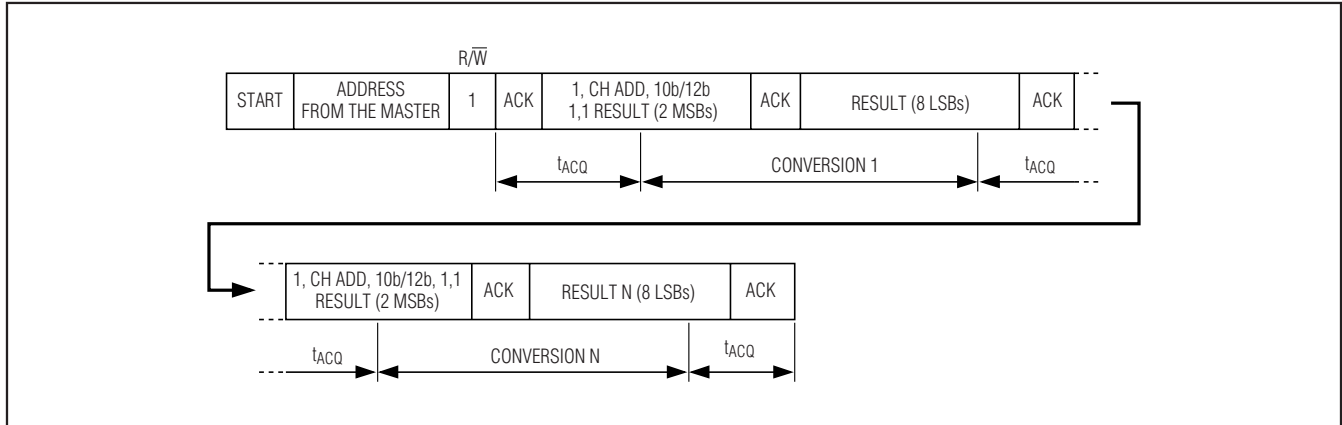 R/W̅
START
ADDRESS
FROM THE MASTER
1
ACK
1, CH ADD, 10b/12b
1,1 RESULT (2 MSBs)
ACK
RESULT (8 LSBs)
ACK
tACQ
CONVERSION 1
tACQ
1, CH ADD, 10b/12b, 1,1
RESULT (2 MSBs)
ACK
RESULT N (8 LSBs)
ACK
tACQ
CONVERSION N
tACQ